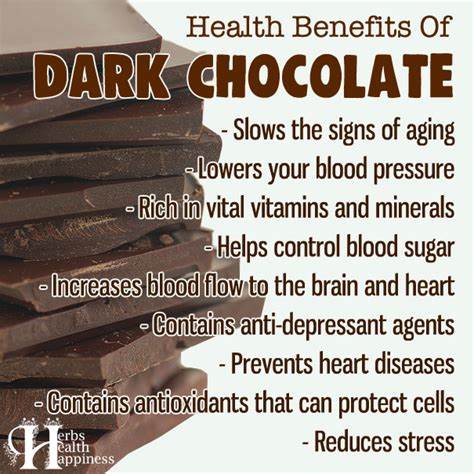 Health Benefits Of
DARK CHOCOLATE
- Slows the signs of aging
- Lowers your blood pressure
- Rich in vital vitamins and minerals
- Helps control blood sugar
- Increases blood flow to the brain and heart
- Contains anti-depressant agents
- Prevents heart diseases
- Contains antioxidants that can protect cells
- Reduces stress
Herbs
Health
Happiness